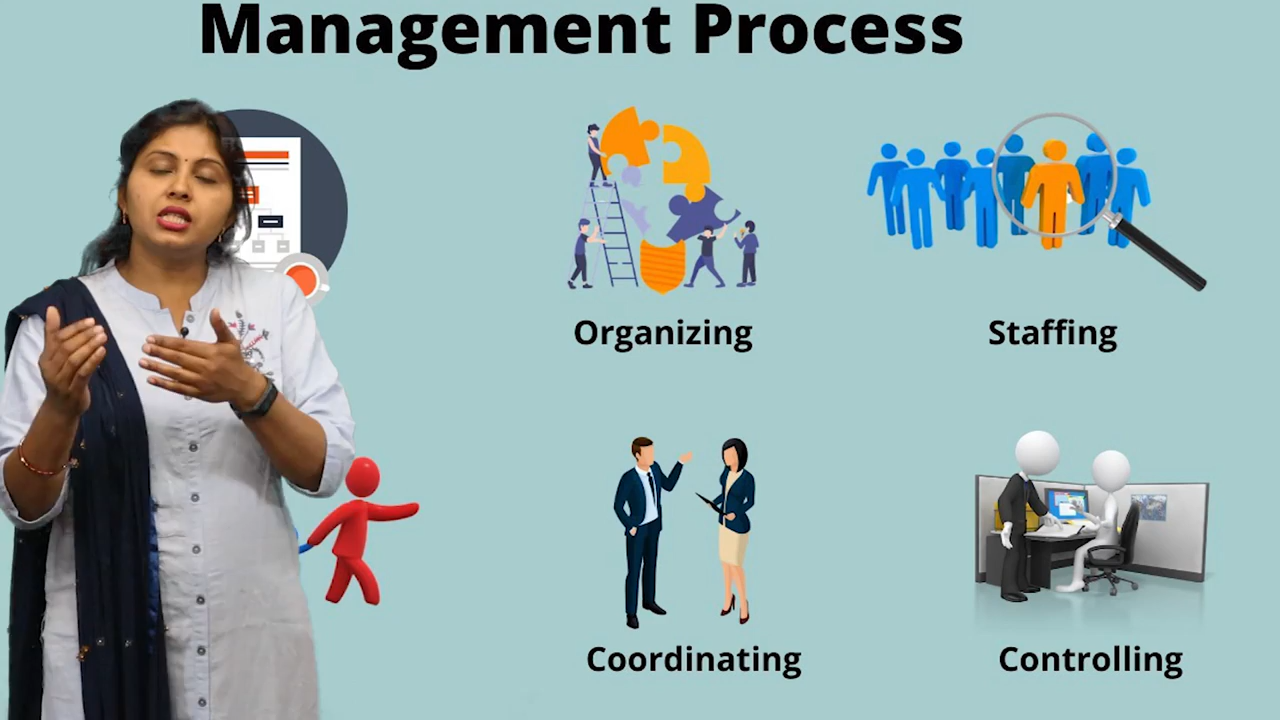 Management Process
Organizing
Staffing
Coordinating
Controlling